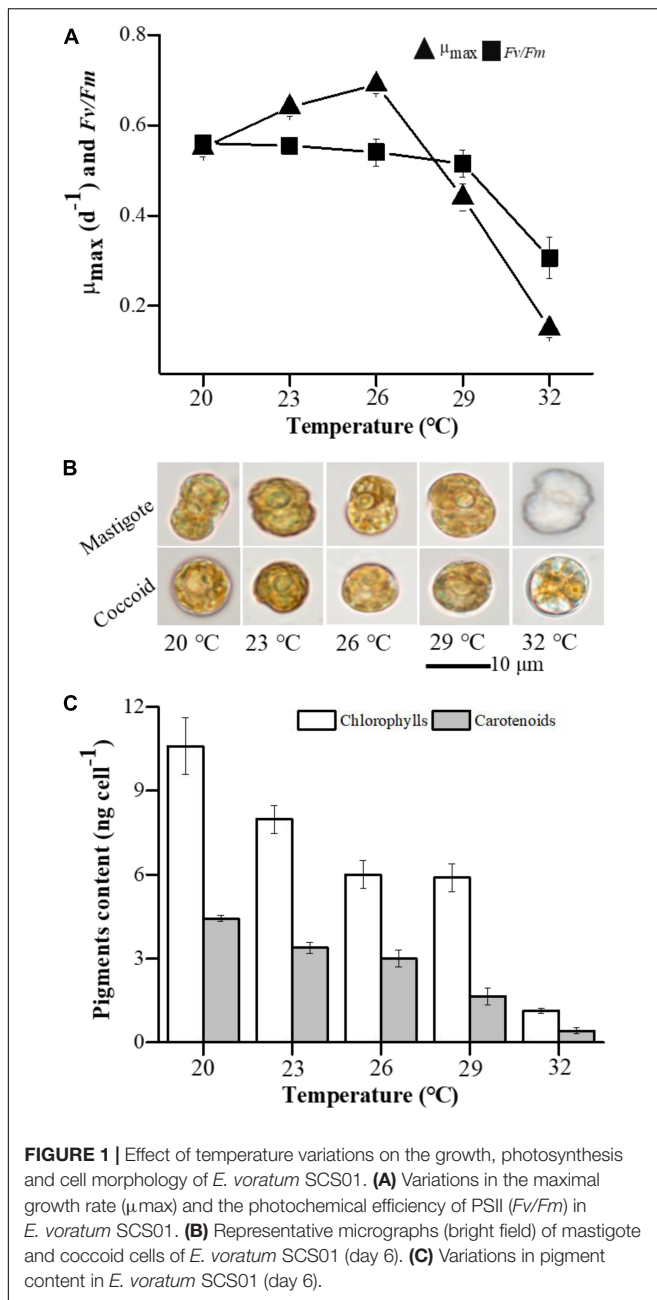 A
0.8
0.6
0.4
0.2
μmax (d⁻¹) and Fv/Fm
μmax Fv/Fm
20 23 26 29 32
Temperature (°C)
B
Mastigote
Coccoid
20 °C 23 °C 26 °C 29 °C 32 °C
10 μm
C
12
9
6
3
0
Pigments content (ng cell⁻¹)
Chlorophylls Carotenoids
20 23 26 29 32
Temperature (°C)
FIGURE 1 | Effect of temperature variations on the growth, photosynthesis
and cell morphology of E. voratum SCS01. (A) Variations in the maximal
growth rate (μmax) and the photochemical efficiency of PSII (Fv/Fm) in
E. voratum SCS01. (B) Representative micrographs (bright field) of mastigote
and coccoid cells of E. voratum SCS01 (day 6). (C) Variations in pigment
content in E. voratum SCS01 (day 6).